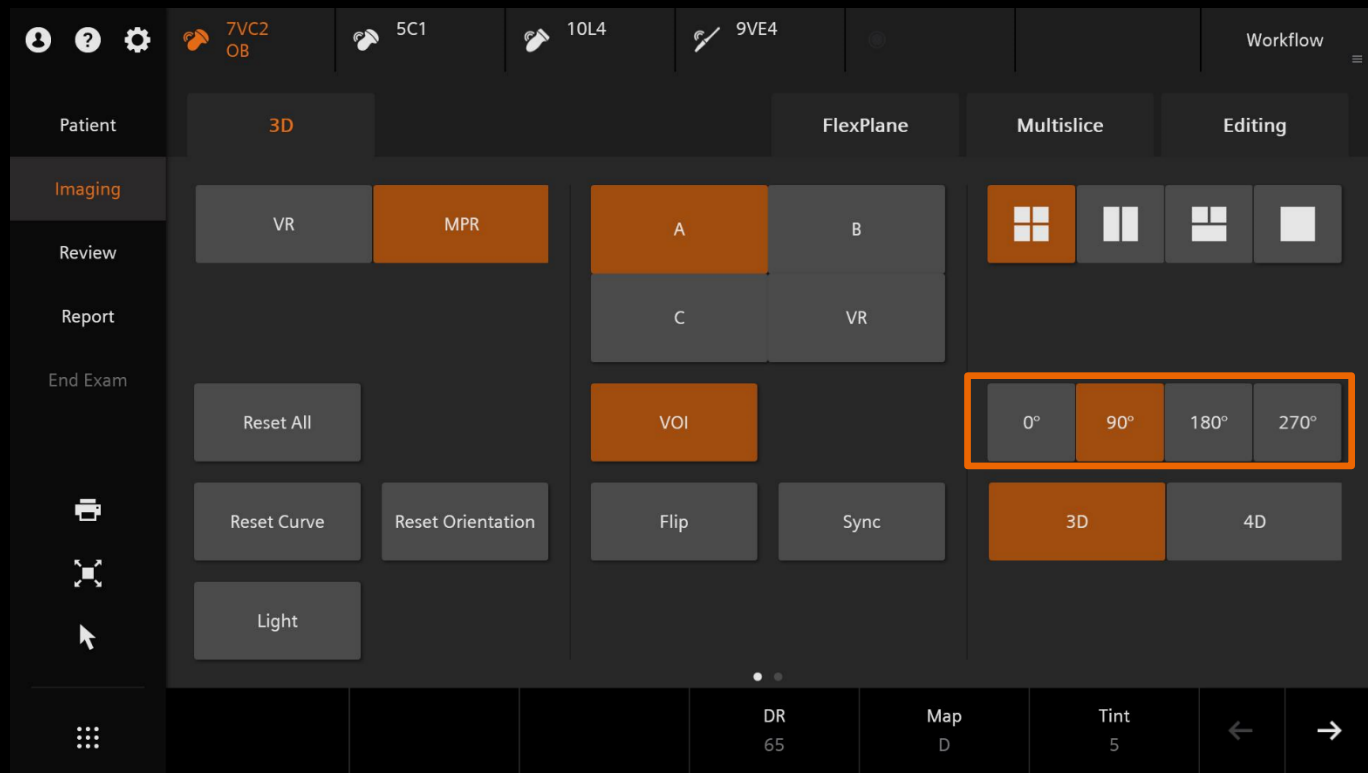 7VC2
OB
5C1
10L4
9VE4
Workflow
Patient
Imaging
Review
Report
End Exam
3D
FlexPlane
Multislice
Editing
VR
MPR
A
B
C
VR
Reset All
VOI
0°
90°
180°
270°
Reset Curve
Reset Orientation
Flip
Sync
3D
4D
Light
DR
65
Map
D
Tint
5